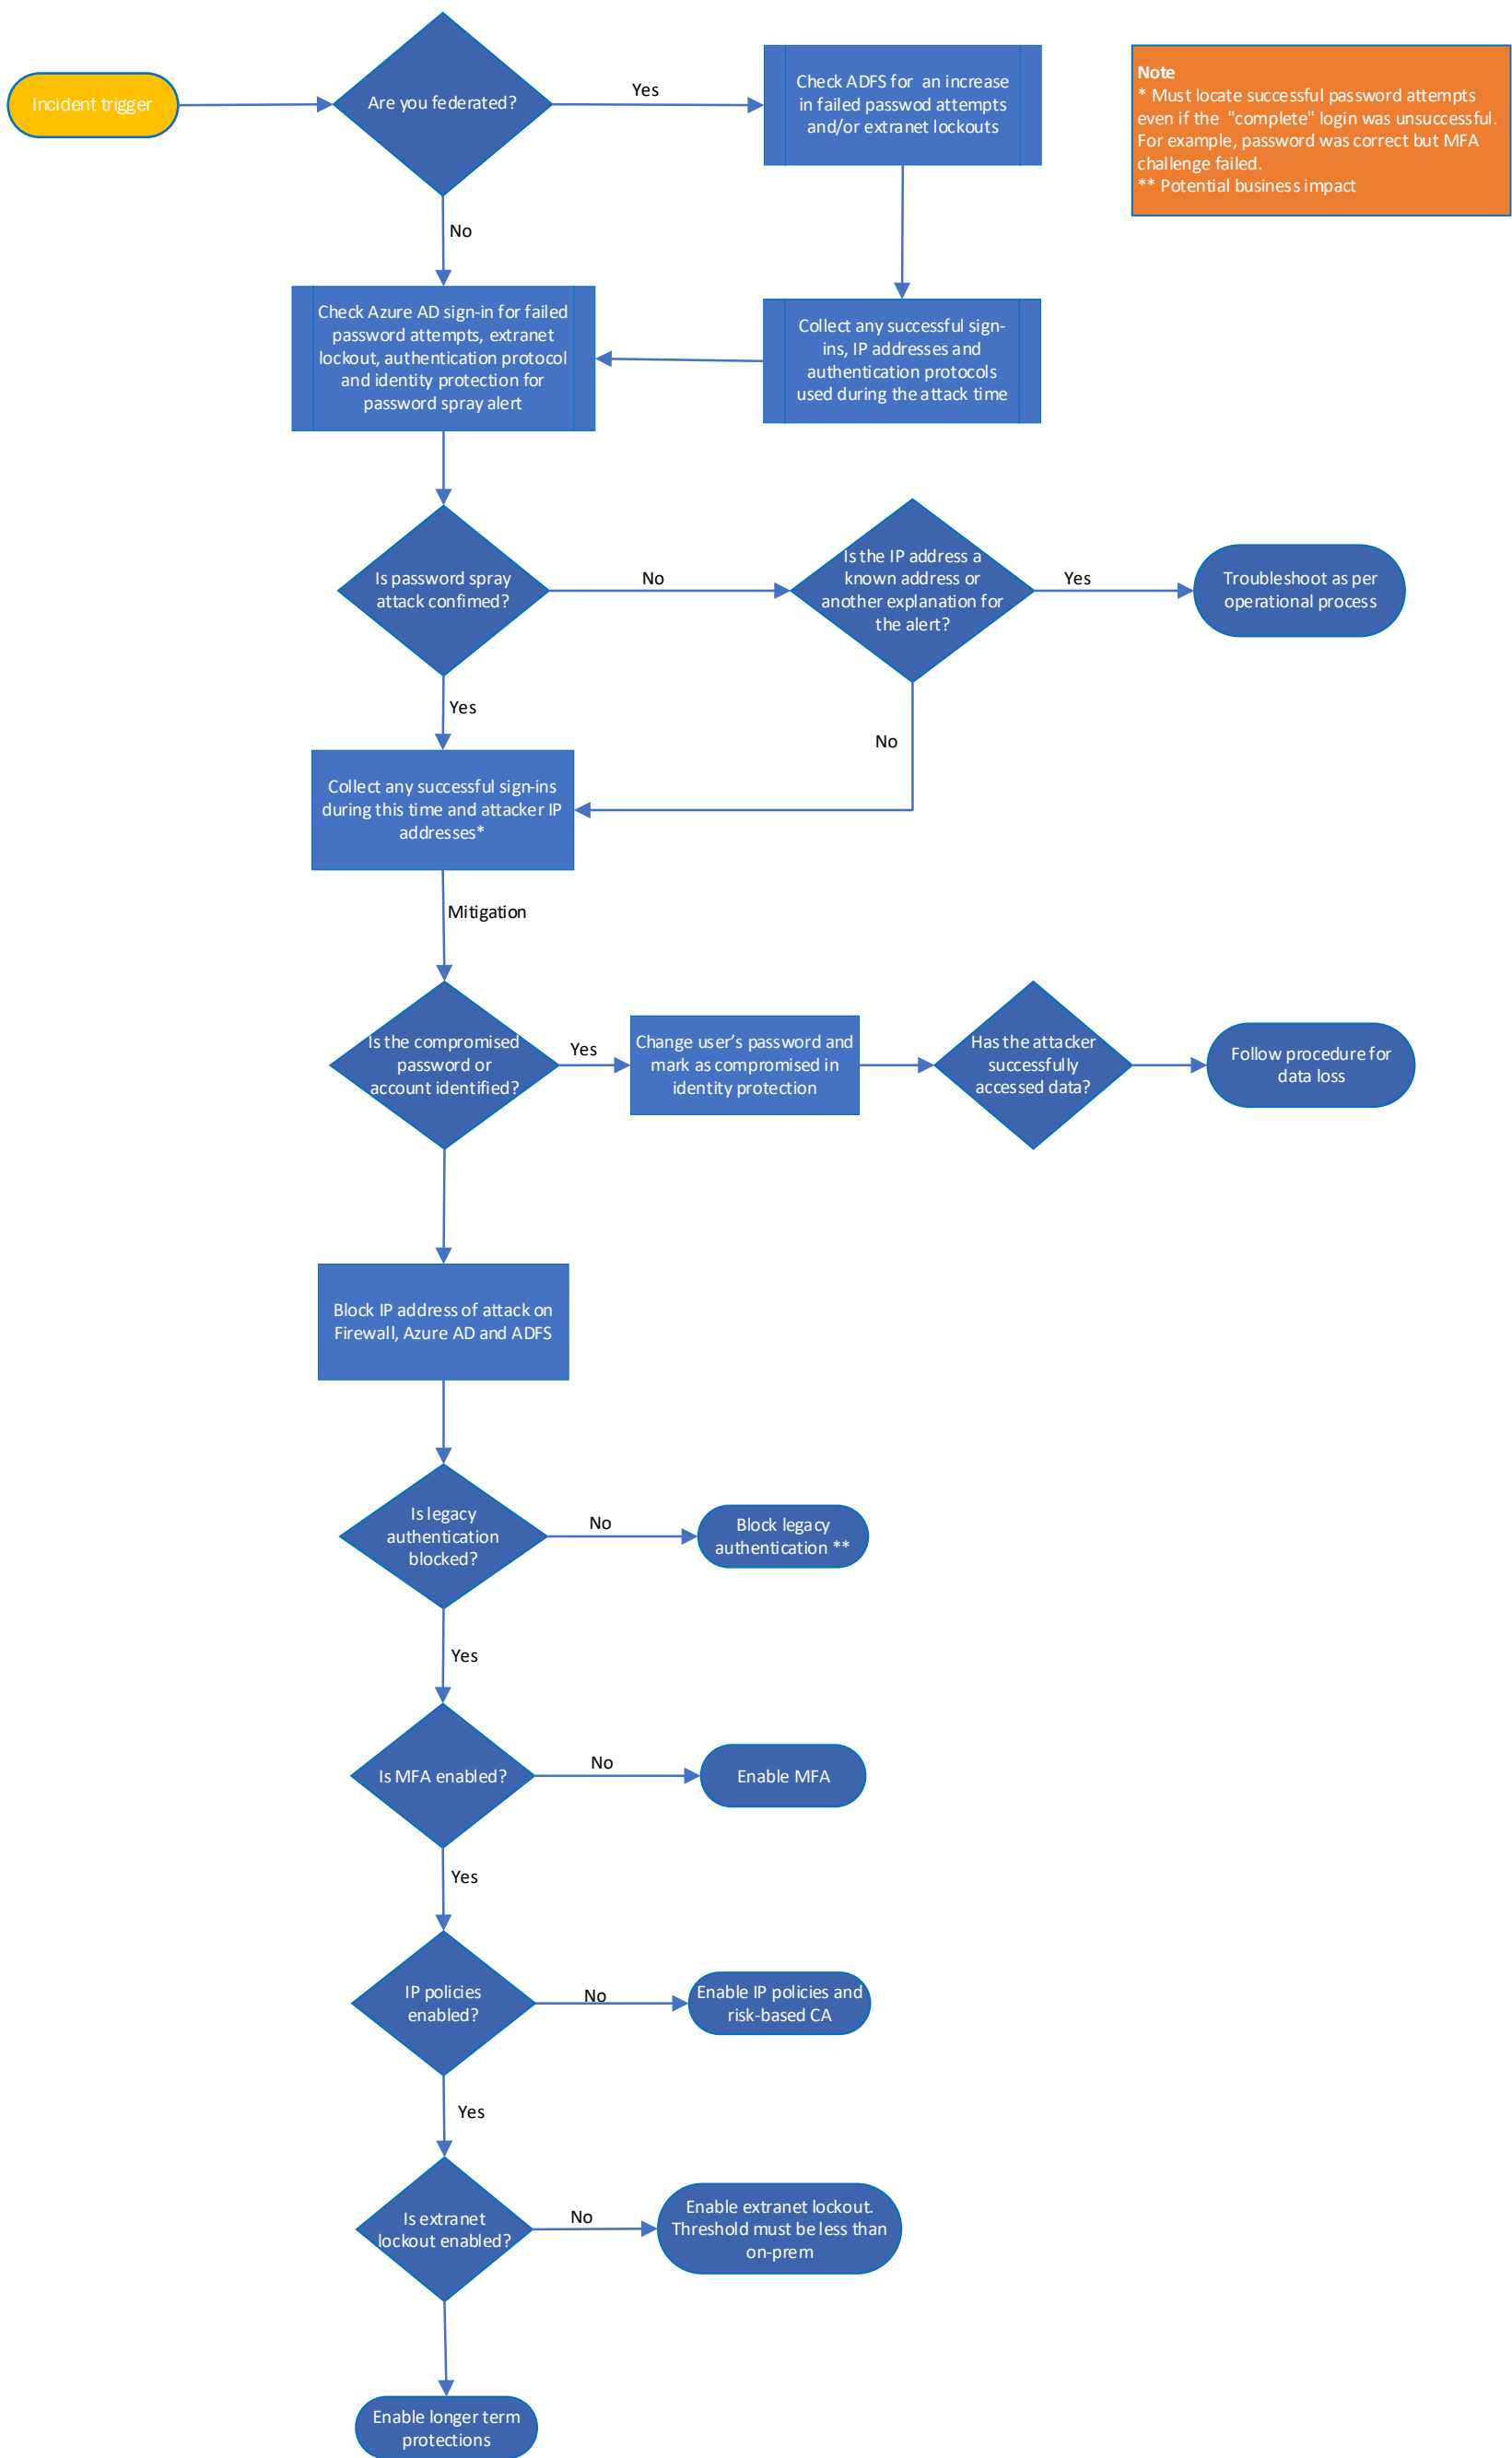 Incident trigger
Are you federated?
Yes
Check ADFS for an increase
in failed passwod attempts
and/or extranet lockouts
Note
* Must locate successful password attempts
even if the "complete" login was unsuccessful.
For example, password was correct but MFA
challenge failed.
** Potential business impact
No
Check Azure AD sign-in for failed
password attempts, extranet
lockout, authentication protocol
and identity protection for
password spray alert
Collect any successful sign-
ins, IP addresses and
authentication protocols
used during the attack time
Is password spray
attack confimed?
No
Is the IP address a
known address or
another explanation for
the alert?
Yes
Troubleshoot as per
operational process
Yes
No
Collect any successful sign-ins
during this time and attacker IP
addresses*
Mitigation
Is the compromised
password or
account identified?
Yes
Change user’s password and
mark as compromised in
identity protection
Has the attacker
successfully
accessed data?
Follow procedure for
data loss
Block IP address of attack on
Firewall, Azure AD and ADFS
Is legacy
authentication
blocked?
No
Block legacy
authentication **
Yes
Is MFA enabled?
No
Enable MFA
Yes
IP policies
enabled?
No
Enable IP policies and
risk-based CA
Yes
Is extranet
lockout enabled?
No
Enable extranet lockout.
Threshold must be less than
on-prem
Enable longer term
protections